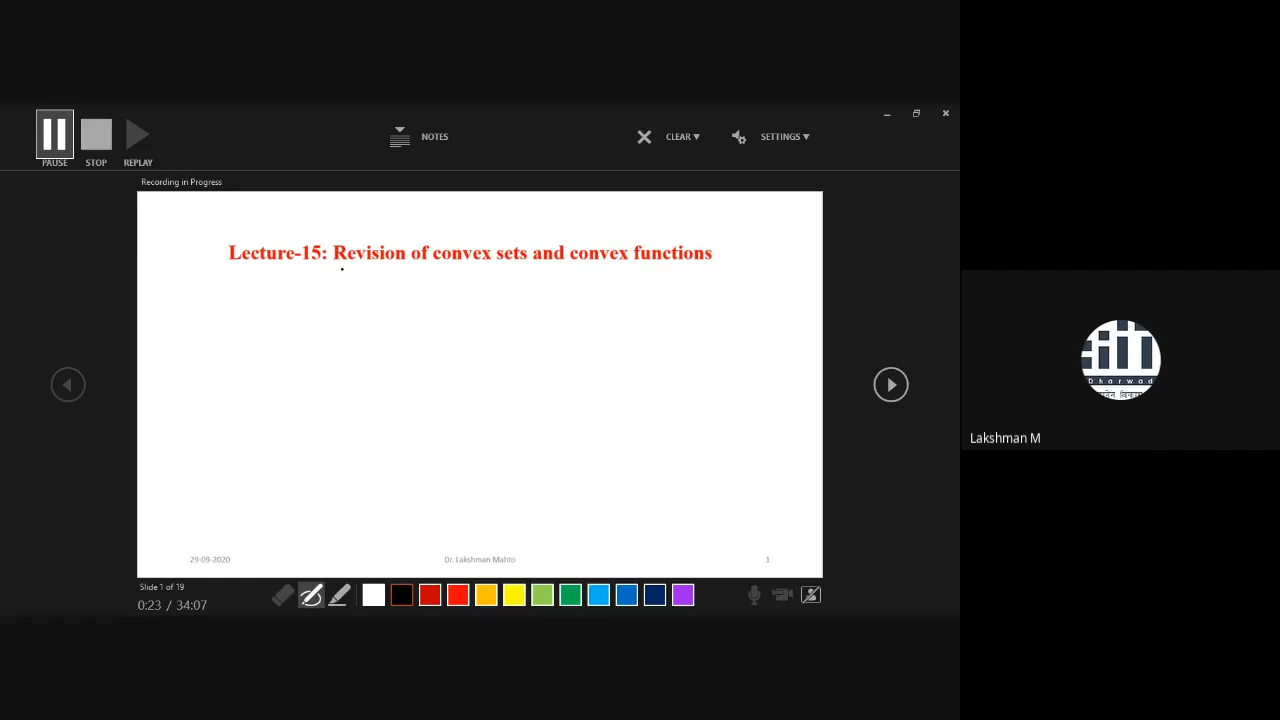 PAUSE
STOP
REPLAY
NOTES
CLEAR
SETTINGS
Recording in Progress
Lecture-15: Revision of convex sets and convex functions
29-09-2020
Dr. Lakshman Mahto
1
Slide 1 of 19
0:23 / 34:07
Dharwad
Lakshman M